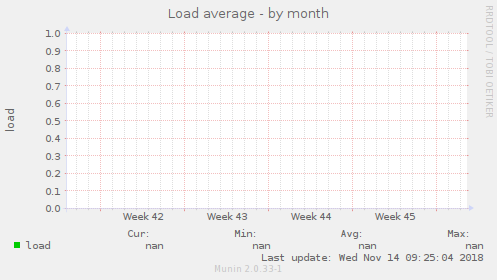 Load average - by month
RRDTOOL / TOBI OETIKER
load
1.0
0.9
0.8
0.7
0.6
0.5
0.4
0.3
0.2
0.1
0.0
Week 42 Week 43 Week 44 Week 45
Cur: Min: Avg: Max:
load nan nan nan nan
Last update: Wed Nov 14 09:25:04 2018
Munin 2.0.33-1